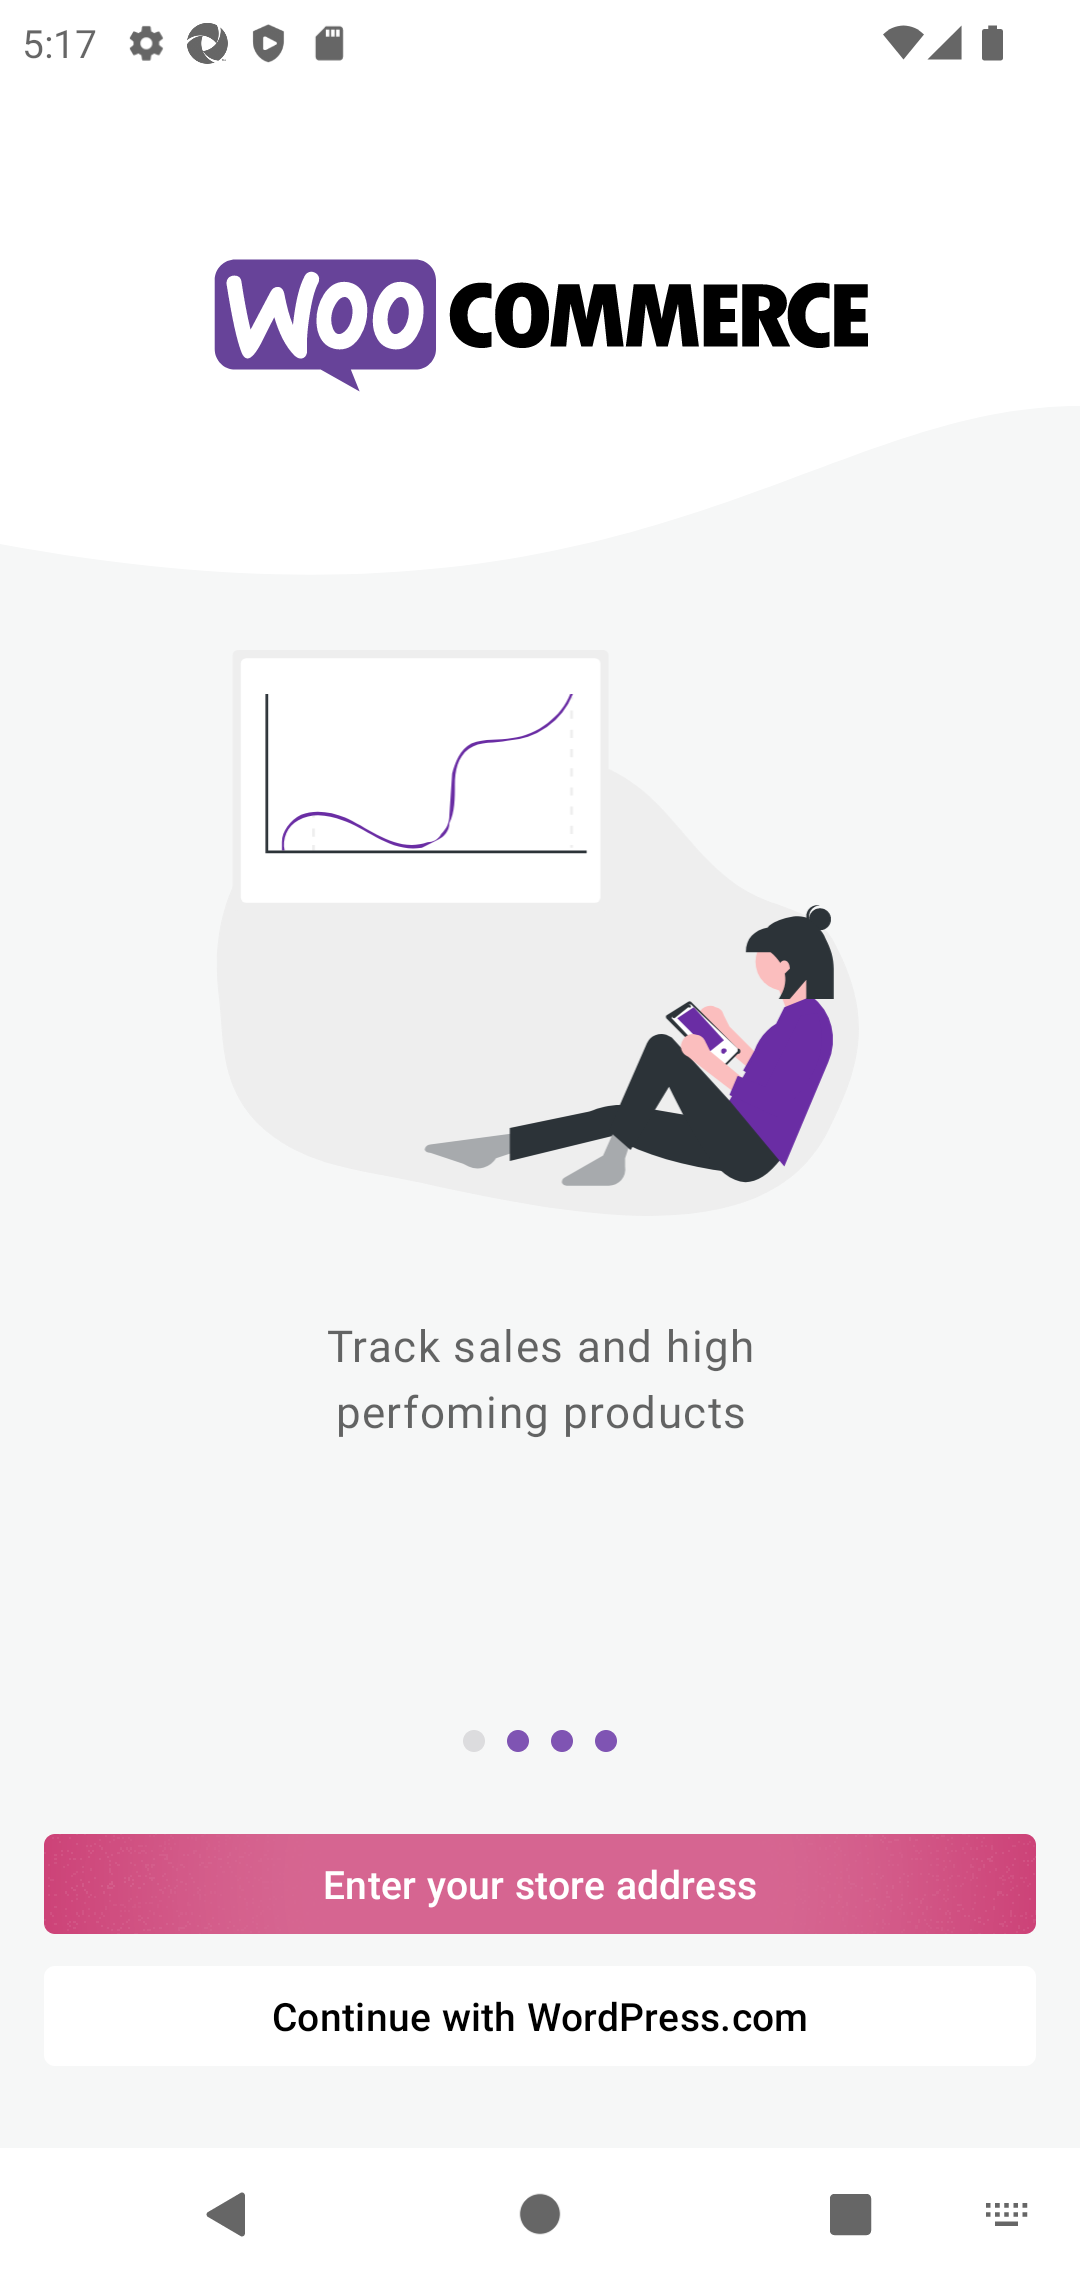 5:17
WOO COMMERCE
Track sales and high
perfoming products
Enter your store address
Continue with WordPress.com